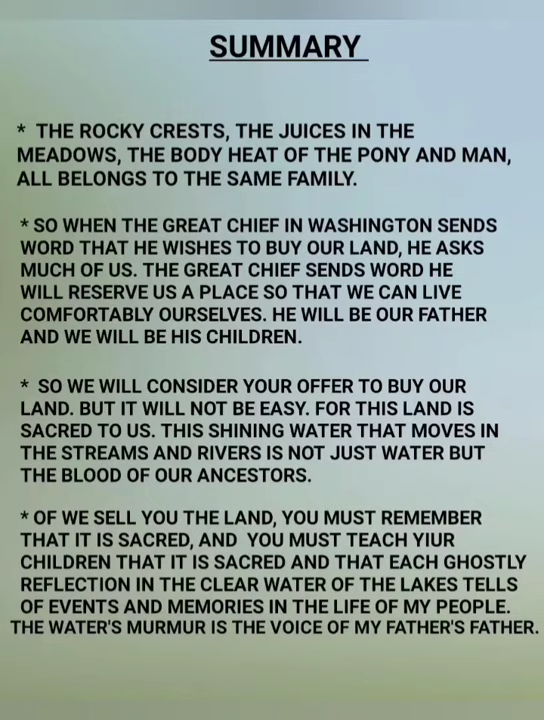 SUMMARY
* THE ROCKY CRESTS, THE JUICES IN THE
MEADOWS, THE BODY HEAT OF THE PONY AND MAN,
ALL BELONGS TO THE SAME FAMILY.
* SO WHEN THE GREAT CHIEF IN WASHINGTON SENDS
WORD THAT HE WISHES TO BUY OUR LAND, HE ASKS
MUCH OF US. THE GREAT CHIEF SENDS WORD HE
WILL RESERVE US A PLACE SO THAT WE CAN LIVE
COMFORTABLY OURSELVES. HE WILL BE OUR FATHER
AND WE WILL BE HIS CHILDREN.
* SO WE WILL CONSIDER YOUR OFFER TO BUY OUR
LAND. BUT IT WILL NOT BE EASY. FOR THIS LAND IS
SACRED TO US. THIS SHINING WATER THAT MOVES IN
THE STREAMS AND RIVERS IS NOT JUST WATER BUT
THE BLOOD OF OUR ANCESTORS.
* OF WE SELL YOU THE LAND, YOU MUST REMEMBER
THAT IT IS SACRED, AND YOU MUST TEACH YIUR
CHILDREN THAT IT IS SACRED AND THAT EACH GHOSTLY
REFLECTION IN THE CLEAR WATER OF THE LAKES TELLS
OF EVENTS AND MEMORIES IN THE LIFE OF MY PEOPLE.
THE WATER'S MURMUR IS THE VOICE OF MY FATHER'S FATHER.